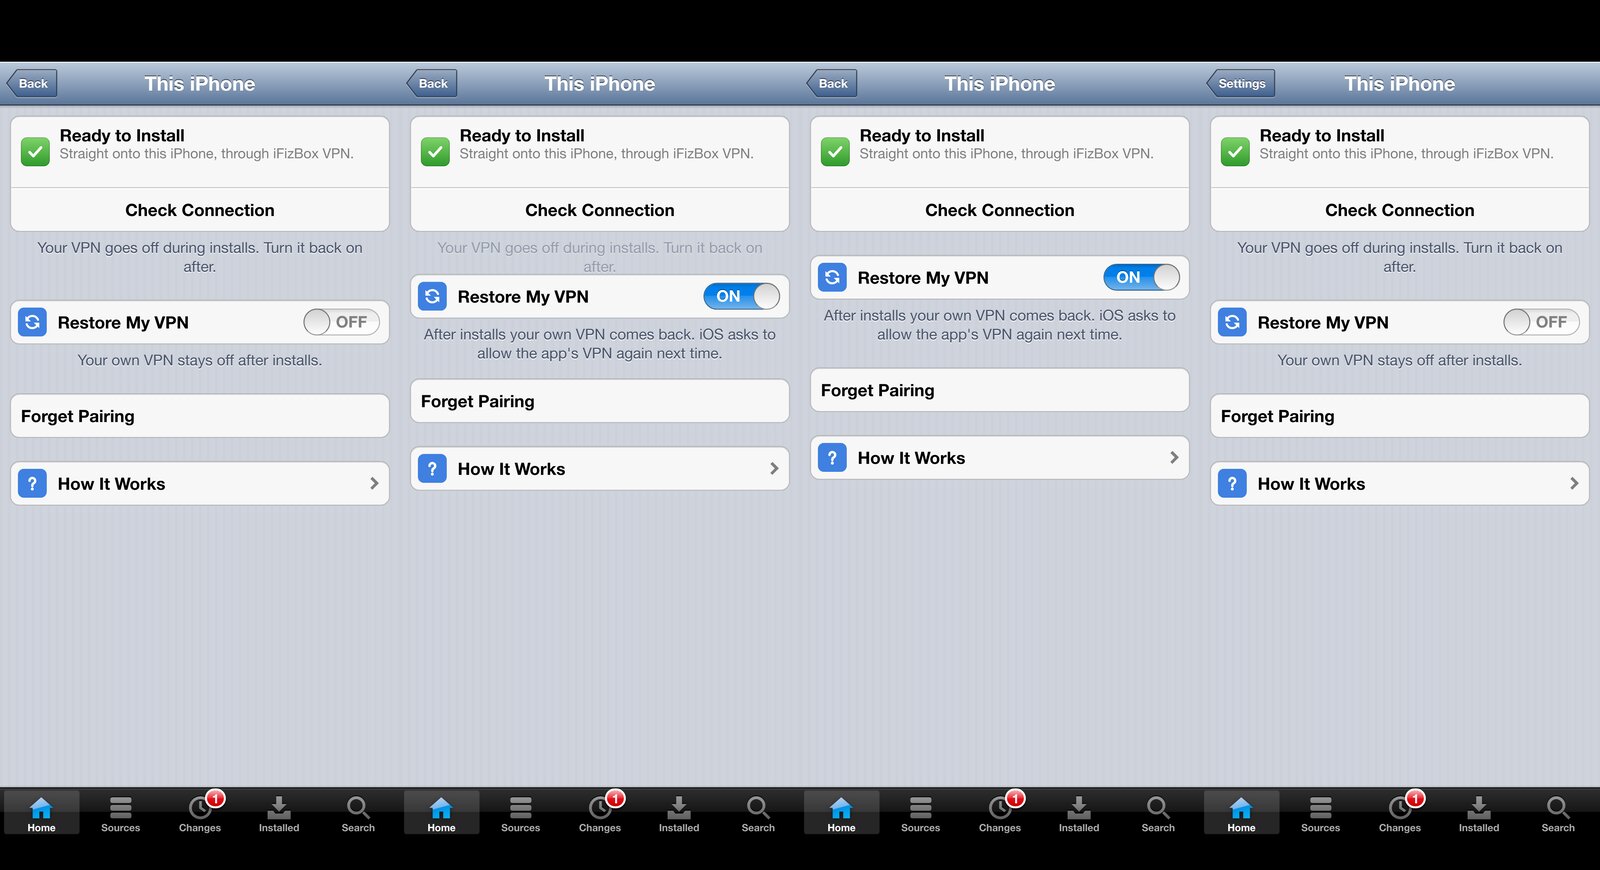 Back
This iPhone
Ready to Install
Straight onto this iPhone, through iFizBox VPN.
Check Connection
Your VPN goes off during installs. Turn it back on
after.
Restore My VPN
OFF
Your own VPN stays off after installs.
Forget Pairing
?
How It Works
1
Home
Sources
Changes
Installed
Search
Back
This iPhone
Ready to Install
Straight onto this iPhone, through iFizBox VPN.
Check Connection
Your VPN goes off during installs. Turn it back on
after.
Restore My VPN
ON
After installs your own VPN comes back. iOS asks to
allow the app's VPN again next time.
Forget Pairing
?
How It Works
1
Home
Sources
Changes
Installed
Search
Back
This iPhone
Ready to Install
Straight onto this iPhone, through iFizBox VPN.
Check Connection
Restore My VPN
ON
After installs your own VPN comes back. iOS asks to
allow the app's VPN again next time.
Forget Pairing
?
How It Works
1
Home
Sources
Changes
Installed
Search
Settings
This iPhone
Ready to Install
Straight onto this iPhone, through iFizBox VPN.
Check Connection
Your VPN goes off during installs. Turn it back on
after.
Restore My VPN
OFF
Your own VPN stays off after installs.
Forget Pairing
?
How It Works
1
Home
Sources
Changes
Installed
Search